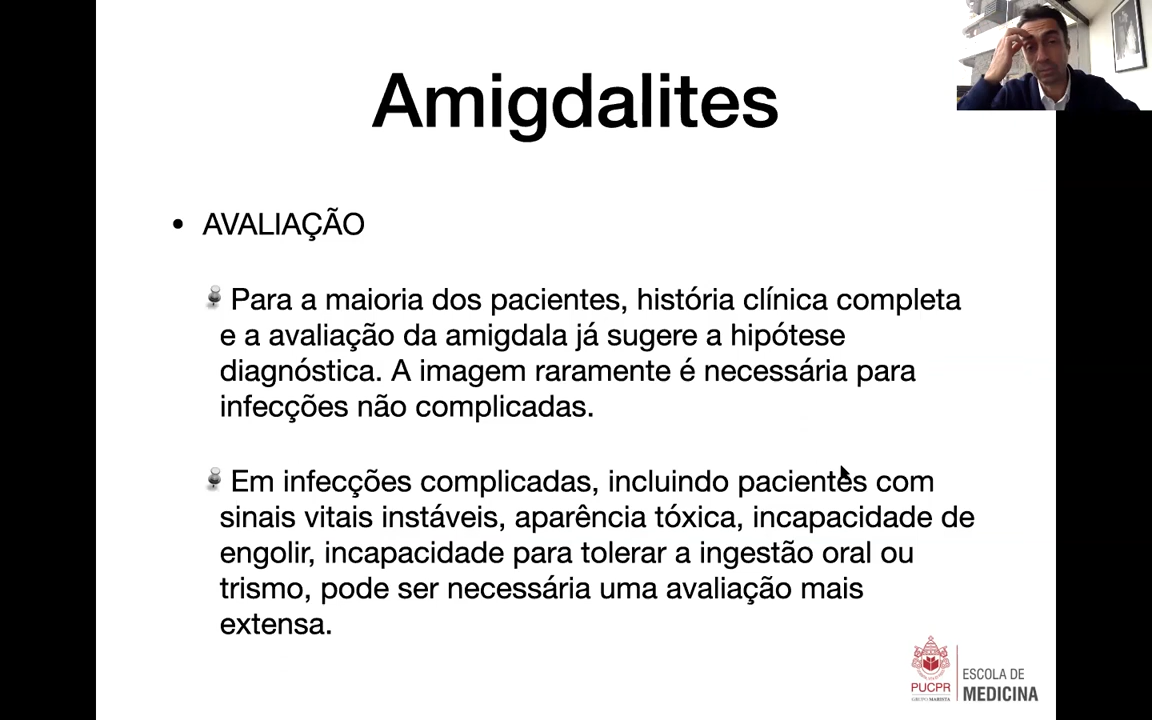 Amigdalites
• AVALIAÇÃO
Para a maioria dos pacientes, história clínica completa
e a avaliação da amigdala já sugere a hipótese
diagnóstica. A imagem raramente é necessária para
infecções não complicadas.
Em infecções complicadas, incluindo pacientes com
sinais vitais instáveis, aparência tóxica, incapacidade de
engolir, incapacidade para tolerar a ingestão oral ou
trismo, pode ser necessária uma avaliação mais
extensa.
PUCPR
GRUPO MARISTA
ESCOLA DE
MEDICINA